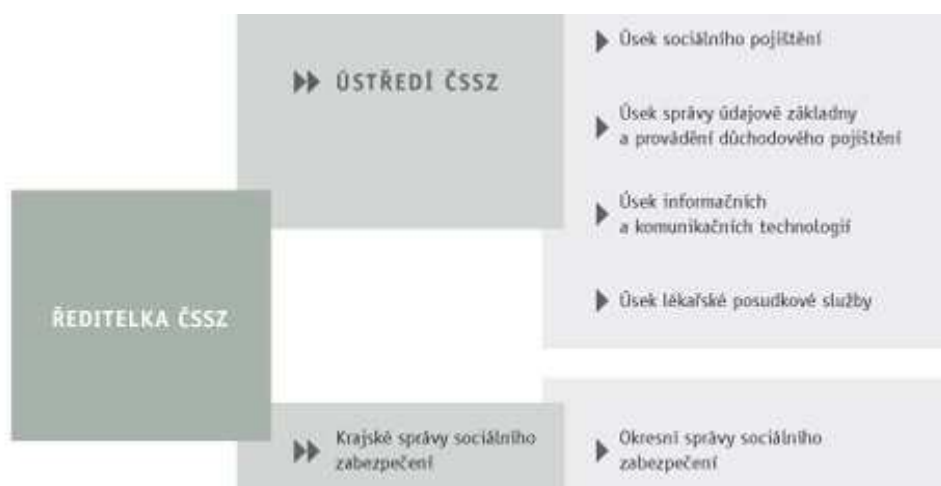 ŘEDITELKA ČSSZ
ÚSTŘEDÍ ČSSZ
Úsek sociálního pojištění
Úsek správy údajové základny
a provádění důchodového pojištění
Úsek informačních
a komunikačních technologií
Úsek lékařské posudkové služby
Krajské správy sociálního
zabezpečení
Okresní správy sociálního
zabezpečení